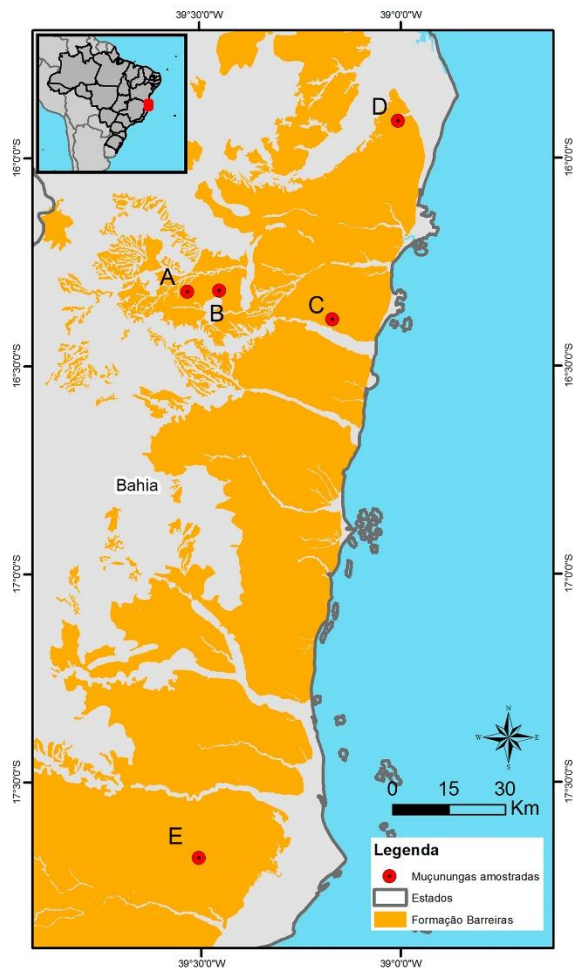 39°30'0"W
39°0'0"W
D
16°0'0"S
16°0'0"S
A
B
C
16°30'0"S
16°30'0"S
Bahia
17°0'0"S
17°0'0"S
N
W
E
S
17°30'0"S
17°30'0"S
0 15 30
Km
E
Legenda
Muçunungas amostradas
Estados
Formação Barreiras
39°30'0"W
39°0'0"W